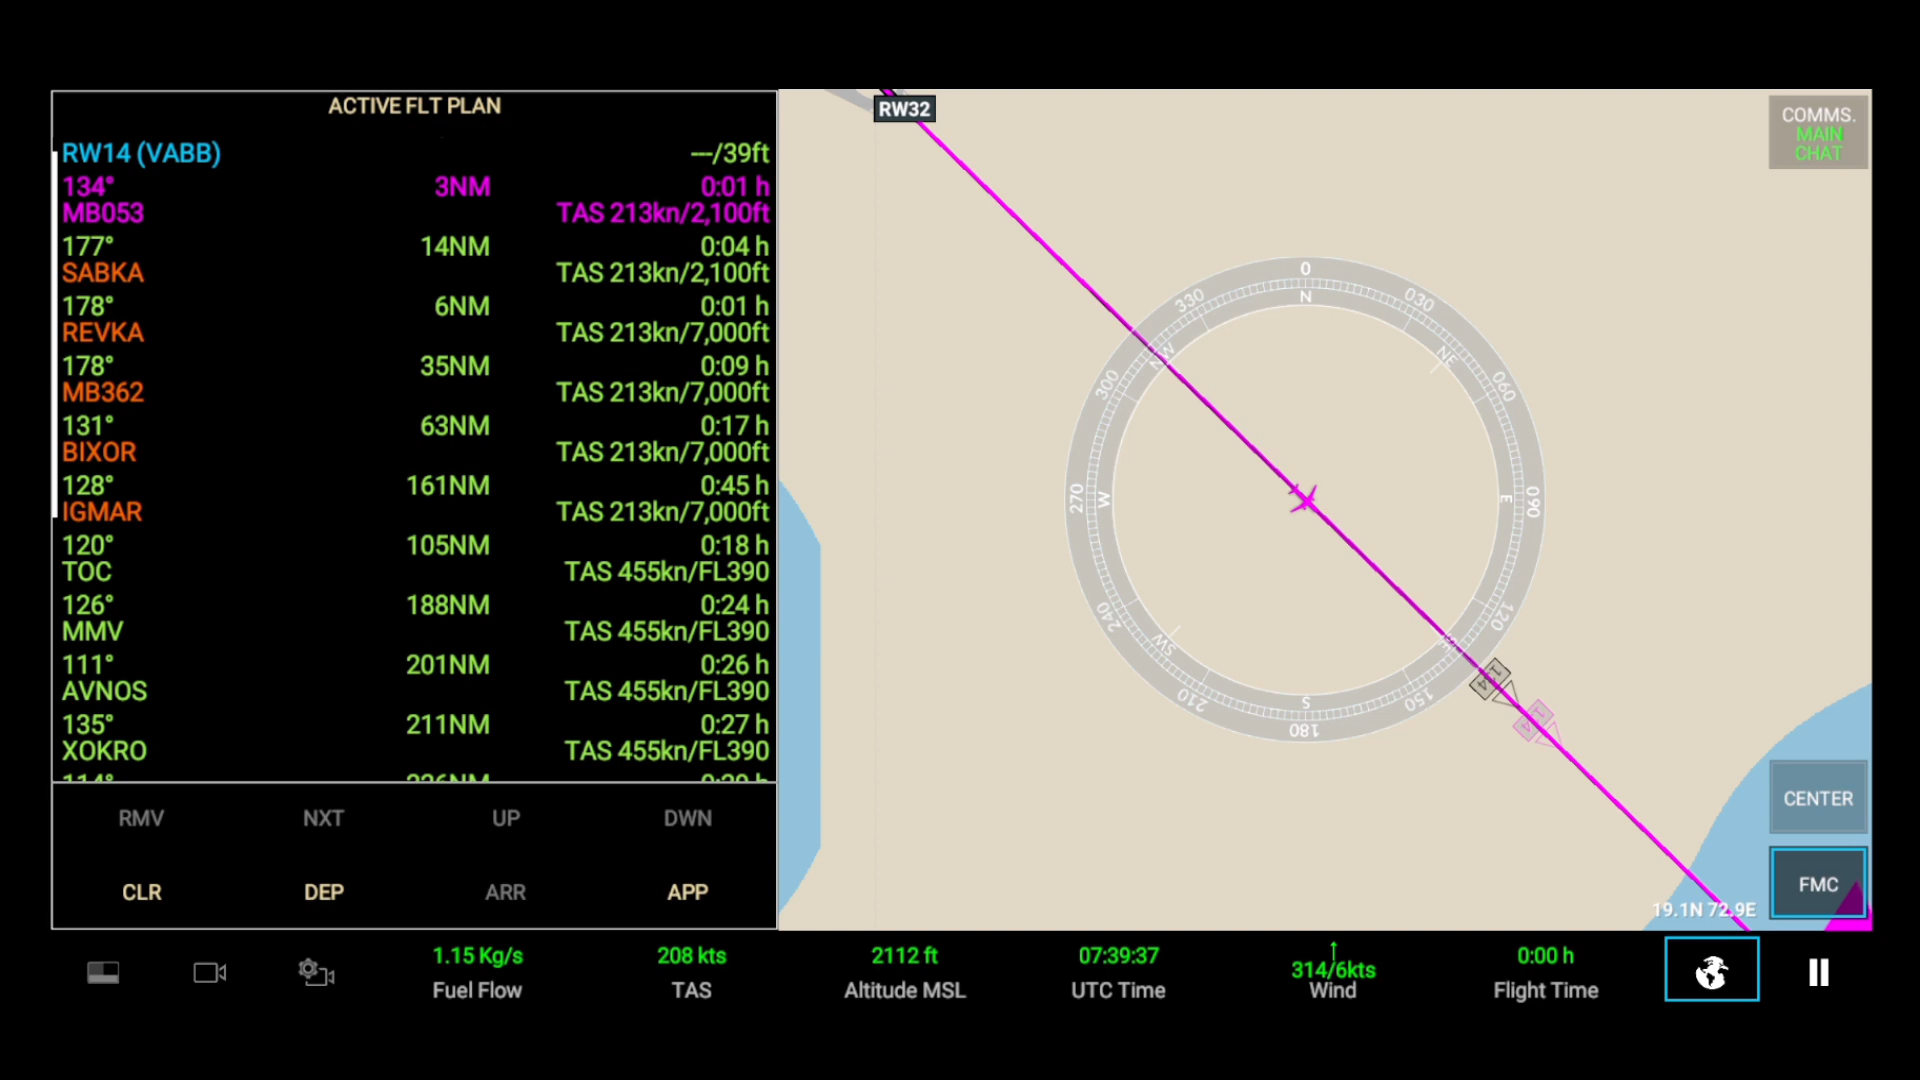 ACTIVE FLT PLAN
RW14 (VABB) ---/39ft
134° 3NM 0:01 h
MB053 TAS 213kn/2,100ft
177° 14NM 0:04 h
SABKA TAS 213kn/2,100ft
178° 6NM 0:01 h
REVKA TAS 213kn/7,000ft
178° 35NM 0:09 h
MB362 TAS 213kn/7,000ft
131° 63NM 0:17 h
BIXOR TAS 213kn/7,000ft
128° 161NM 0:45 h
IGMAR TAS 213kn/7,000ft
120° 105NM 0:18 h
TOC TAS 455kn/FL390
126° 188NM 0:24 h
MMV TAS 455kn/FL390
111° 201NM 0:26 h
AVNOS TAS 455kn/FL390
135° 211NM 0:27 h
XOKRO TAS 455kn/FL390
RMV NXT UP DWN
CLR DEP ARR APP
RW32
COMMS.
MAIN
CHAT
0
030
060
090
120
150
180
210
240
270
300
330
N
NE
E
S
SW
W
NW
14
14
CENTER
FMC
19.1N 72.9E
1.15 Kg/s 208 kts 2112 ft 07:39:37 314/6kts 0:00 h
Fuel Flow TAS Altitude MSL UTC Time Wind Flight Time